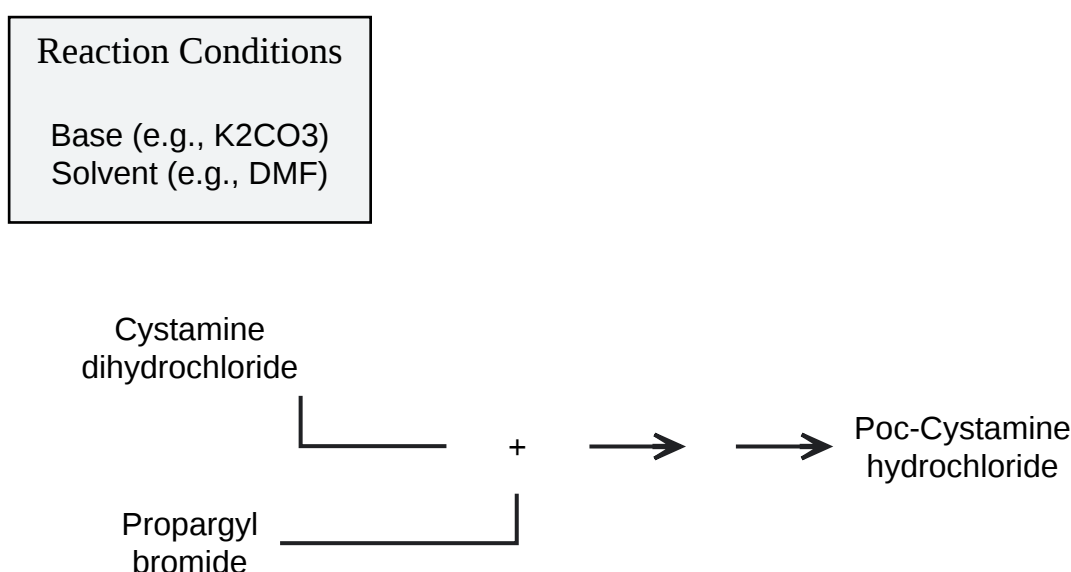 Reaction Conditions
Base (e.g., K2CO3)
Solvent (e.g., DMF)
Cystamine
dihydrochloride
+
Poc-Cystamine
hydrochloride
Propargyl
bromide